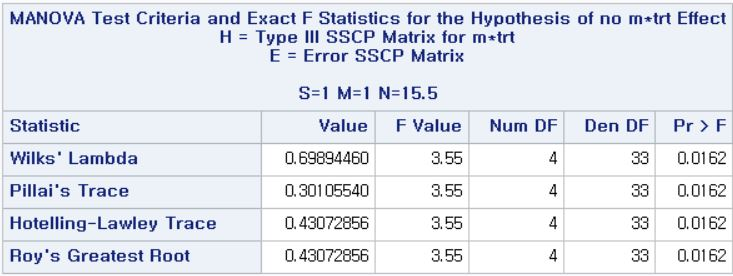 MANOVA Test Criteria and Exact F Statistics for the Hypothesis of no m*trt Effect
H = Type III SSCP Matrix for m*trt
E = Error SSCP Matrix
S=1 M=1 N=15.5
Statistic Value F Value Num DF Den DF Pr > F
Wilks' Lambda 0.69894460 3.55 4 33 0.0162
Pillai's Trace 0.30105540 3.55 4 33 0.0162
Hotelling-Lawley Trace 0.43072856 3.55 4 33 0.0162
Roy's Greatest Root 0.43072856 3.55 4 33 0.0162